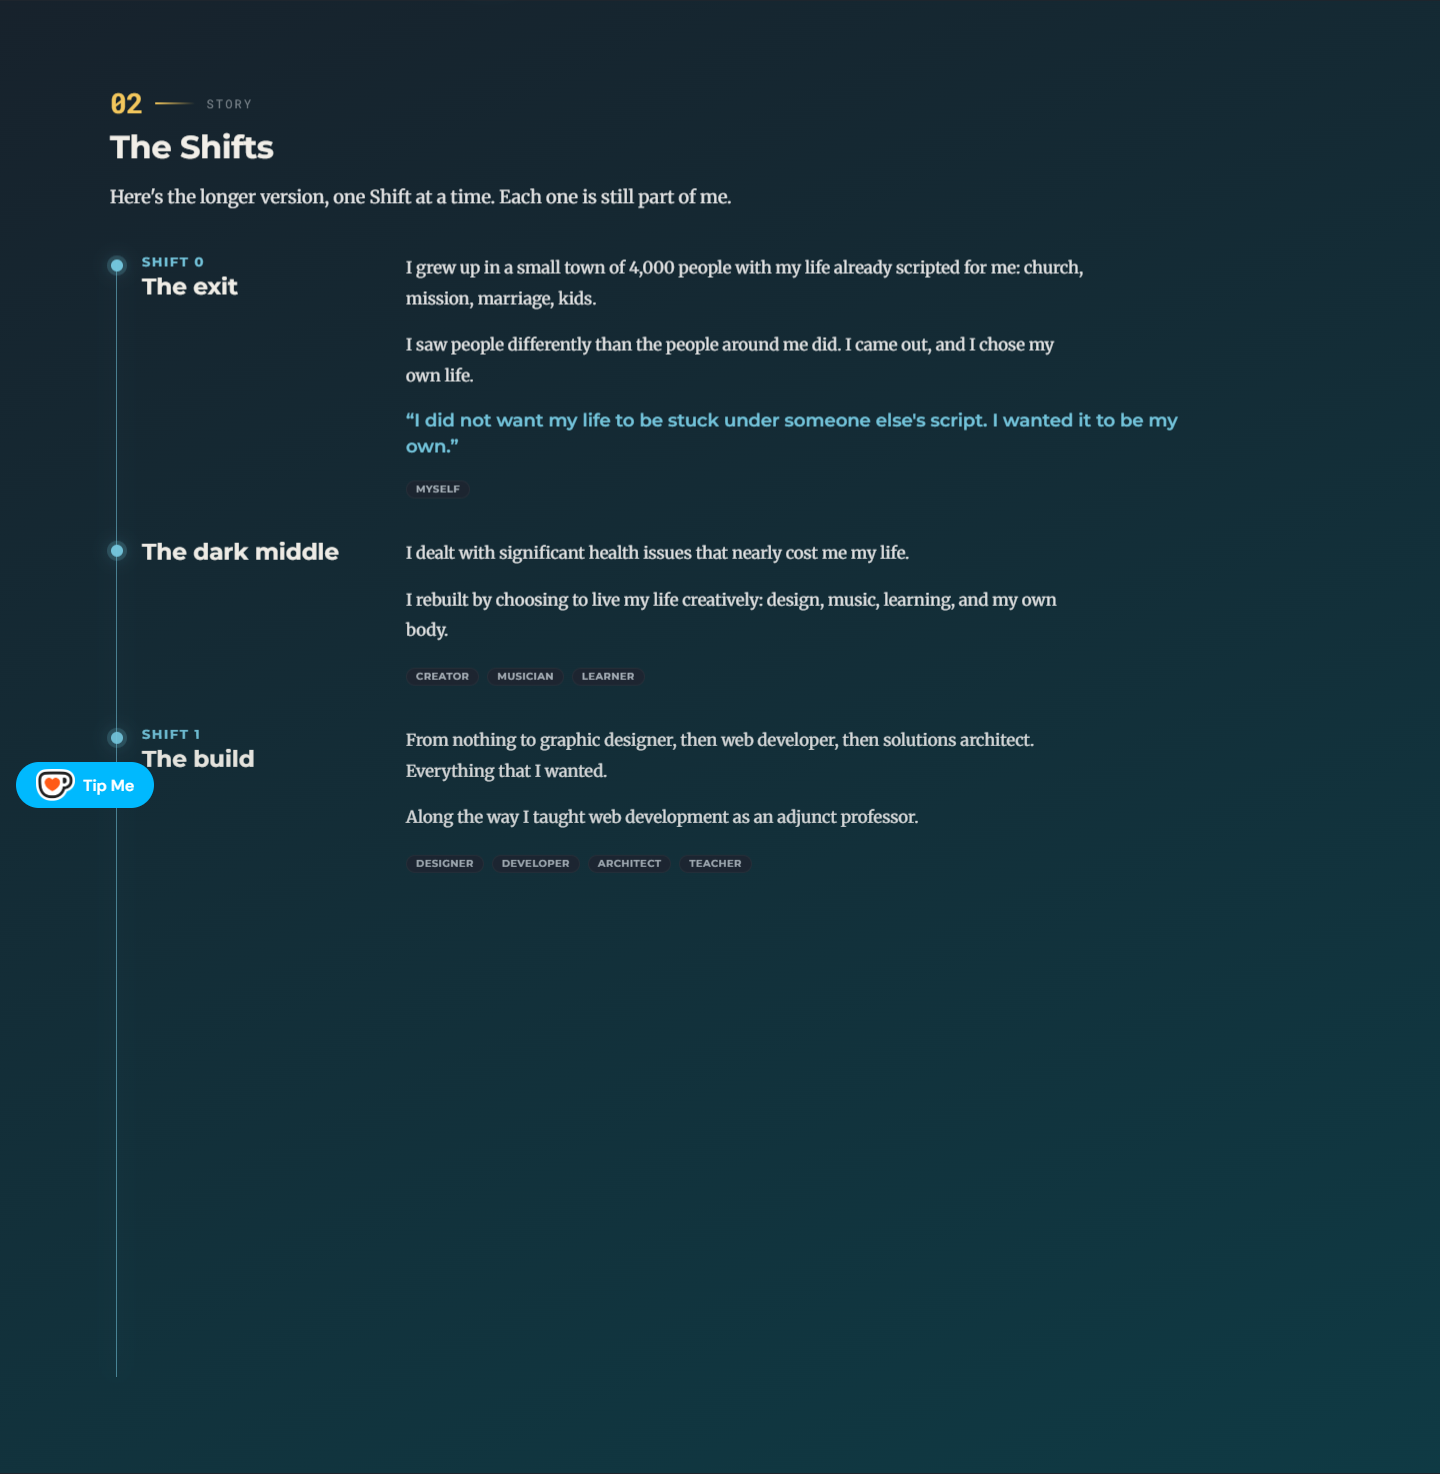 02 STORY
The Shifts
Here's the longer version, one Shift at a time. Each one is still part of me.
SHIFT 0
The exit
I grew up in a small town of 4,000 people with my life already scripted for me: church,
mission, marriage, kids.
I saw people differently than the people around me did. I came out, and I chose my
own life.
“I did not want my life to be stuck under someone else's script. I wanted it to be my
own.”
MYSELF
The dark middle
I dealt with significant health issues that nearly cost me my life.
I rebuilt by choosing to live my life creatively: design, music, learning, and my own
body.
CREATOR MUSICIAN LEARNER
SHIFT 1
The build
From nothing to graphic designer, then web developer, then solutions architect.
Everything that I wanted.
Along the way I taught web development as an adjunct professor.
DESIGNER DEVELOPER ARCHITECT TEACHER
Tip Me